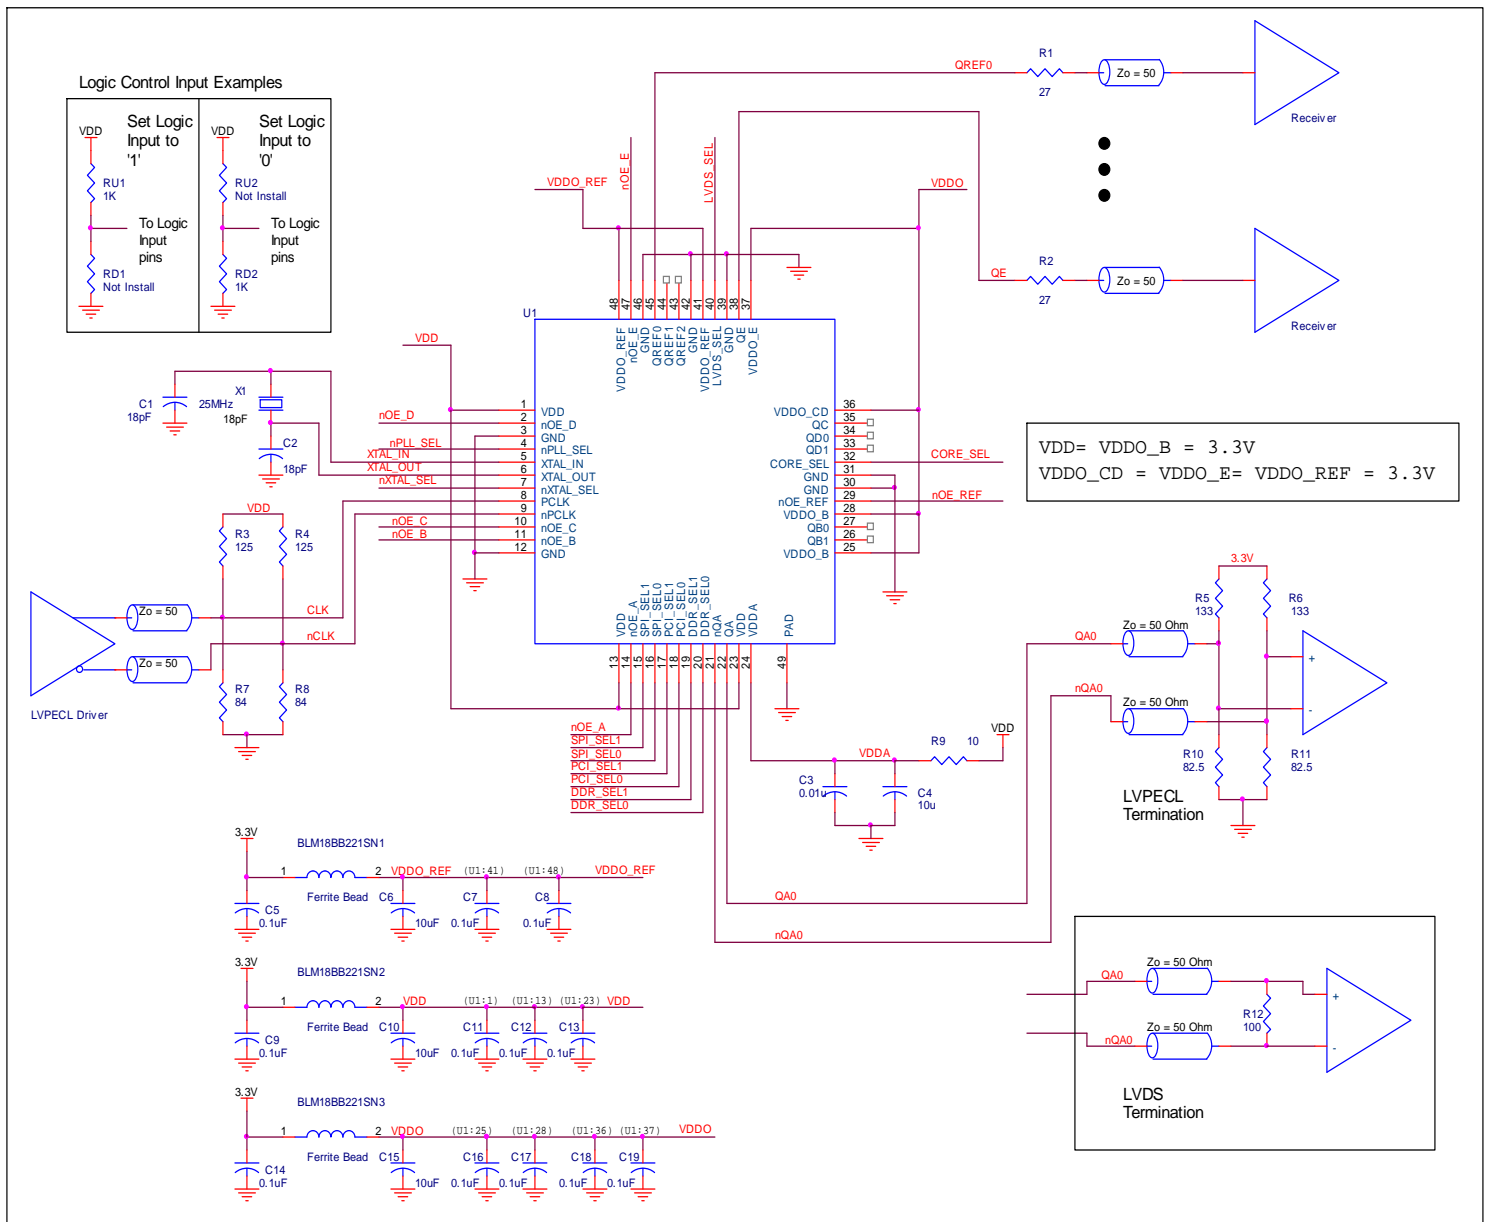 Logic Control Input Examples
VDD
Set Logic
Input to
'1'
RU1
1K
To Logic
Input
pins
RD1
Not Install
VDD
Set Logic
Input to
'0'
RU2
Not Install
To Logic
Input
pins
RD2
1K
QREF0
R1
27
Zo = 50
Receiver
QE
R2
27
Zo = 50
Receiver
VDDO_REF
nOE_E
LVDS_SEL
VDDO
U1
48
47
46
45
44
43
42
41
40
39
38
37
VDDO_REF
nOE_E
GND
QREF0
QREF1
QREF2
GND
VDDO_REF
LVDS_SEL
GND
QE
VDDO_E
VDD
C1
18pF
X1
25MHz
18pF
C2
18pF
nOE_D
nPLL_SEL
XTAL_IN
XTAL_OUT
nXTAL_SEL
nOE_C
nOE_B
1 VDD
2 nOE_D
3 GND
4 nPLL_SEL
5 XTAL_IN
6 XTAL_OUT
7 nXTAL_SEL
8 PCLK
9 nPCLK
10 nOE_C
11 nOE_B
12 GND
VDDO_CD 36
QC 35
QD0 34
QD1 33
CORE_SEL 32
GND 31
GND 30
nOE_REF 29
VDDO_B 28
QB0 27
QB1 26
VDDO_B 25
CORE_SEL
nOE_REF
VDD= VDDO_B = 3.3V
VDDO_CD = VDDO_E= VDDO_REF = 3.3V
VDD
R3
125
R4
125
Zo = 50
CLK
Zo = 50
nCLK
R7
84
R8
84
LVPECL Driver
VDD
nOE_A
SPI_SEL1
SPI_SEL0
PCI_SEL1
PCI_SEL0
DDR_SEL1
DDR_SEL0
nQA
QA
VDD
VDDA
PAD
13
14
15
16
17
18
19
20
21
22
23
24
49
nOE_A
SPI_SEL1
SPI_SEL0
PCI_SEL1
PCI_SEL0
DDR_SEL1
DDR_SEL0
VDDA
R9
10
VDD
C3
0.01u
C4
10u
3.3V
R5
133
R6
133
QA0
Zo = 50 Ohm
nQA0
Zo = 50 Ohm
+
-
R10
82.5
R11
82.5
LVPECL
Termination
QA0
nQA0
3.3V
BLM18BB221SN1
1
2
Ferrite Bead
VDDO_REF
(U1:41)
(U1:48)
VDDO_REF
C5
0.1uF
C6
10uF
C7
0.1uF
C8
0.1uF
3.3V
BLM18BB221SN2
1
2
Ferrite Bead
VDD
(U1:1)
(U1:13)
(U1:23)
VDD
C9
0.1uF
C10
10uF
C11
0.1uF
C12
0.1uF
C13
0.1uF
3.3V
BLM18BB221SN3
1
2
Ferrite Bead
VDDO
(U1:25)
(U1:28)
(U1:36)
(U1:37)
VDDO
C14
0.1uF
C15
10uF
C16
0.1uF
C17
0.1uF
C18
0.1uF
C19
0.1uF
QA0
Zo = 50 Ohm
nQA0
Zo = 50 Ohm
R12
100
+
-
LVDS
Termination